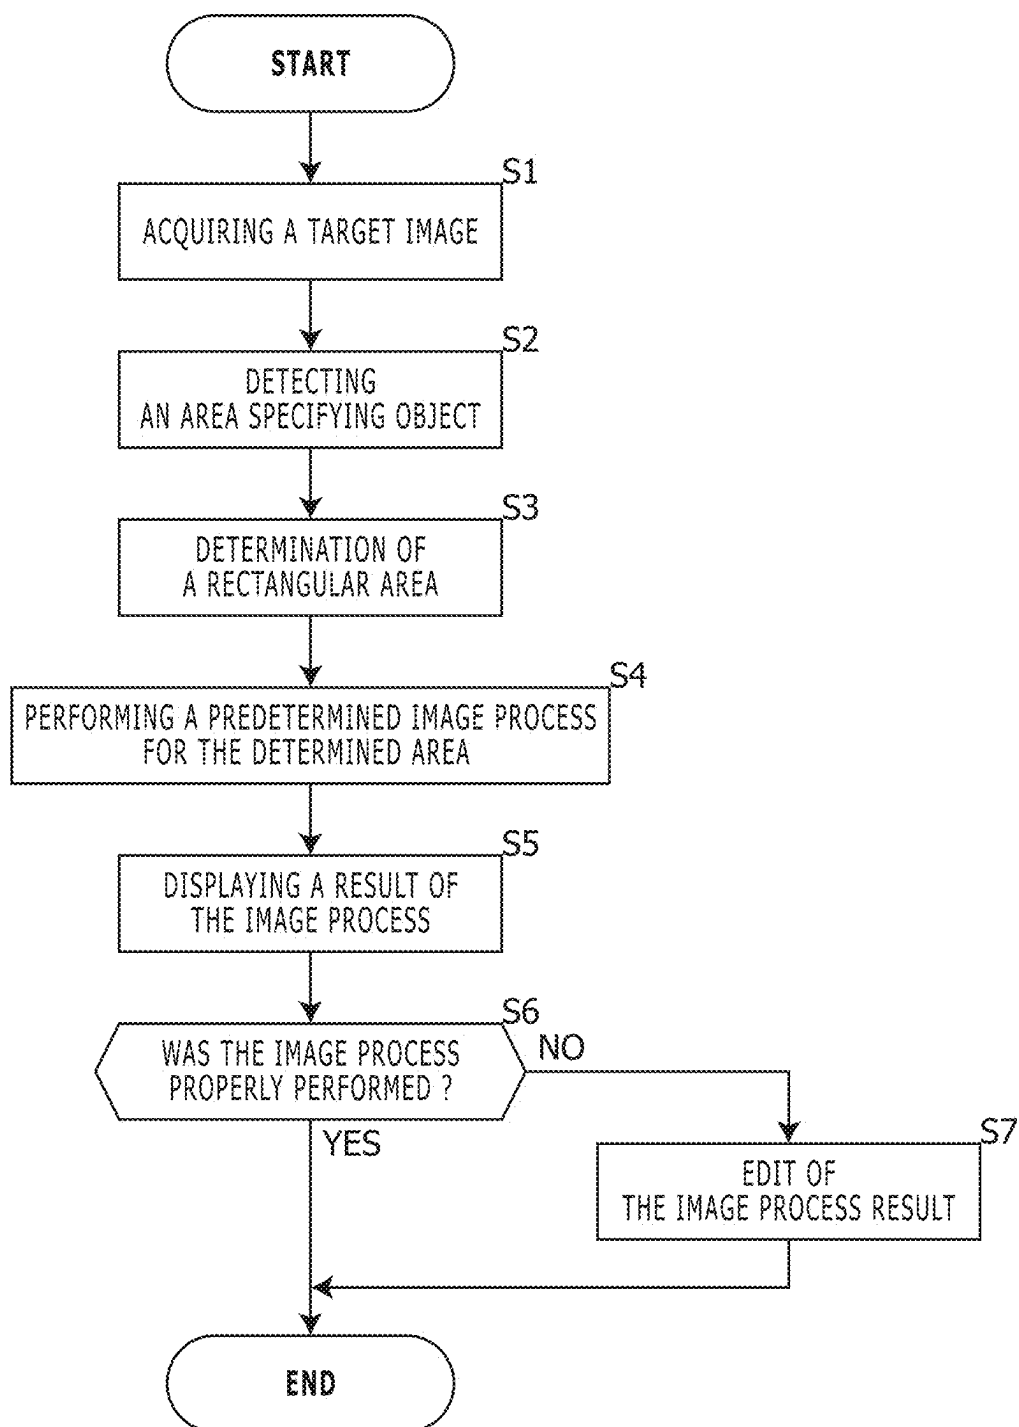 START
S1
ACQUIRING A TARGET IMAGE
S2
DETECTING
AN AREA SPECIFYING OBJECT
S3
DETERMINATION OF
A RECTANGULAR AREA
S4
PERFORMING A PREDETERMINED IMAGE PROCESS
FOR THE DETERMINED AREA
S5
DISPLAYING A RESULT OF
THE IMAGE PROCESS
S6
WAS THE IMAGE PROCESS
PROPERLY PERFORMED ?
NO
YES
S7
EDIT OF
THE IMAGE PROCESS RESULT
END